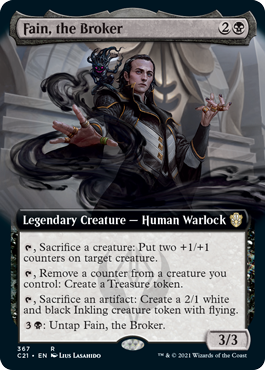 Fain, the Broker 2
Legendary Creature — Human Warlock
, Sacrifice a creature: Put two +1/+1
counters on target creature.
, Remove a counter from a creature
you control: Create a Treasure token.
, Sacrifice an artifact: Create a 2/1 white
and black Inkling creature token with flying.
3 : Untap Fain, the Broker.
3/3
367 R
C21 • EN Lius Lasahido
™ & © 2021 Wizards of the Coast